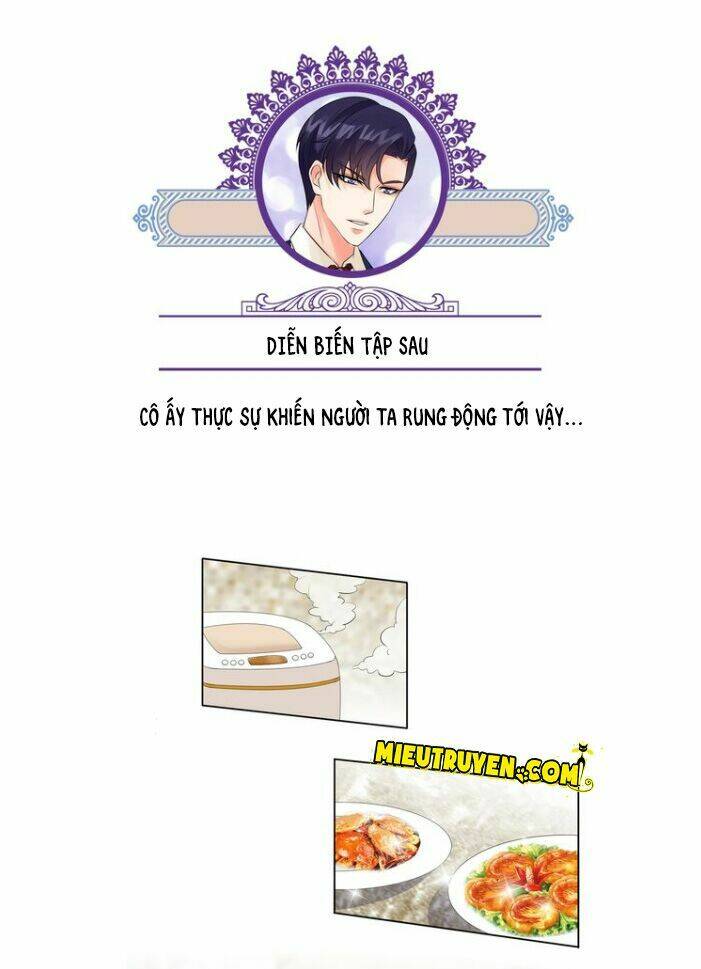 DIỄN BIẾN TẬP SAU
CÔ ẤY THỰC SỰ KHIẾN NGƯỜI TA RUNG ĐỘNG TỚI VẬY...
MIEUTRUYEN.COM